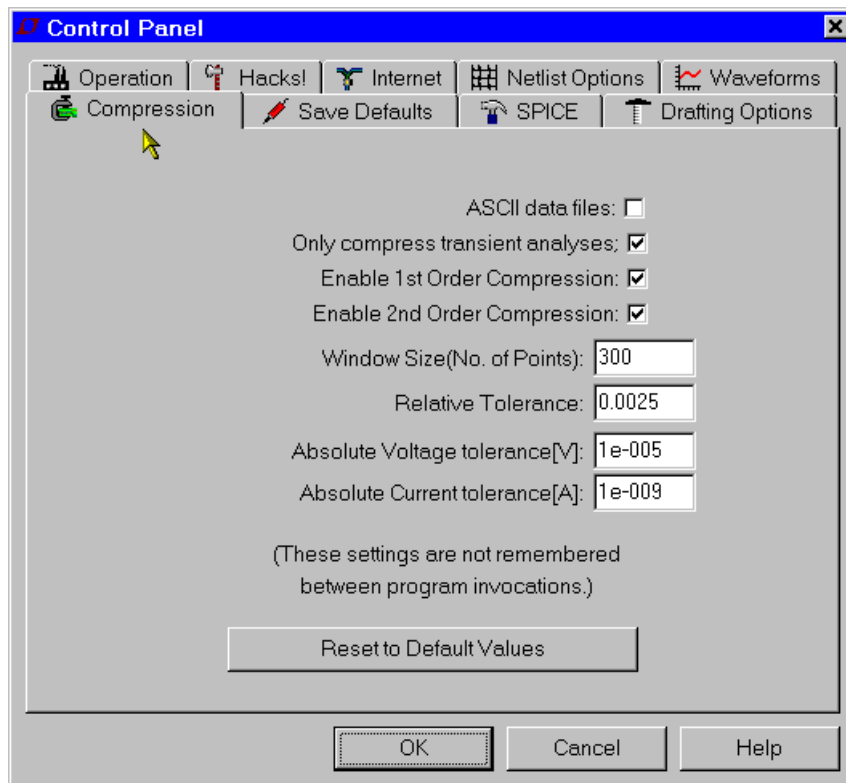 Control Panel
Operation
Hacks!
Internet
Netlist Options
Waveforms
Compression
Save Defaults
SPICE
Drafting Options
ASCII data files:
Only compress transient analyses;
Enable 1st Order Compression:
Enable 2nd Order Compression:
Window Size(No. of Points): 300
Relative Tolerance: 0.0025
Absolute Voltage tolerance[V]: 1e-005
Absolute Current tolerance[A]: 1e-009
(These settings are not remembered
between program invocations.)
Reset to Default Values
OK
Cancel
Help